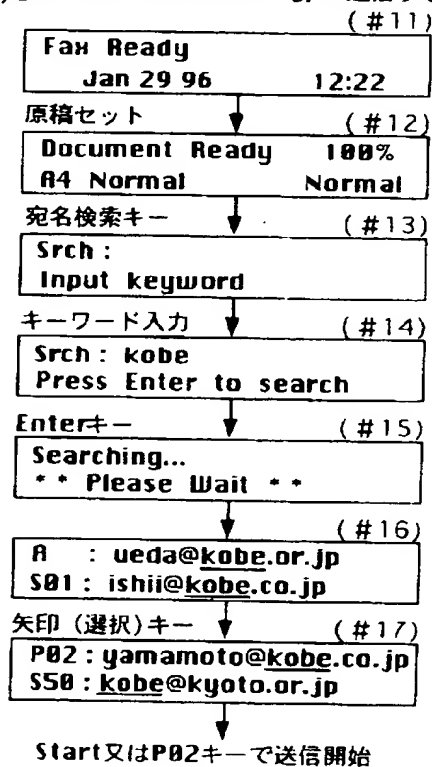 (#11)
Fax Ready
Jan 29 96 12:22
原稿セット (#12)
Document Ready 100%
A4 Normal Normal
宛名検索キー (#13)
Srch :
Input keyword
キーワード入力 (#14)
Srch : kobe
Press Enter to search
Enterキー (#15)
Searching...
* * Please Wait * *
(#16)
A : ueda@kobe.or.jp
S01 : ishii@kobe.co.jp
矢印 (選択)キー (#17)
P02 : yamamoto@kobe.co.jp
S50 : kobe@kyoto.or.jp
Start又はP02キーで送信開始